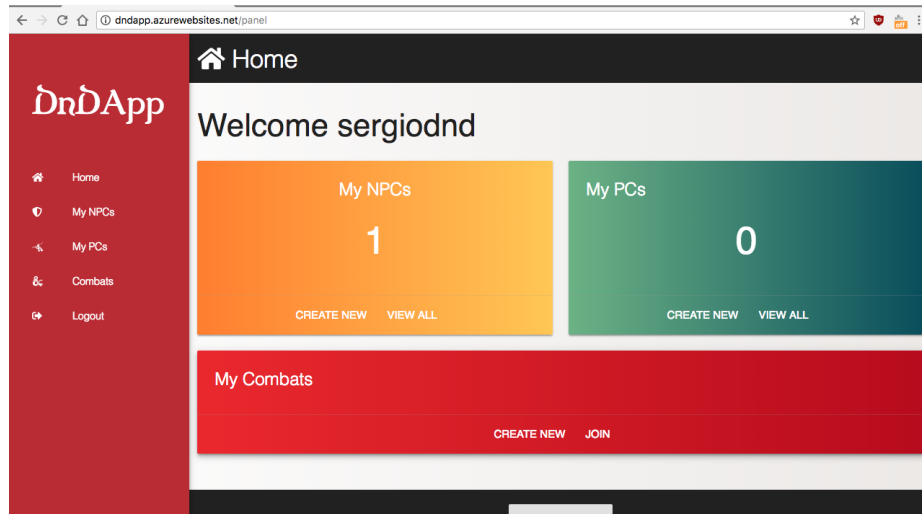 dndapp.azurewebsites.net/panel
off
Home
DnDApp
Welcome sergiodnd
Home
My NPCs
My PCs
Combats
Logout
My NPCs
1
CREATE NEW VIEW ALL
My PCs
0
CREATE NEW VIEW ALL
My Combats
CREATE NEW JOIN